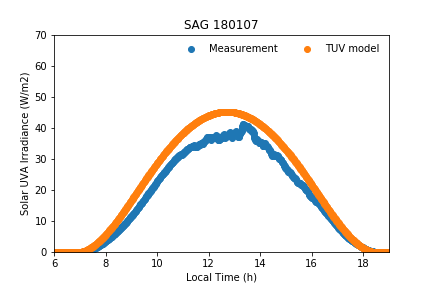 SAG 180107
70
60
50
40
30
20
10
0
Solar UVA Irradiance (W/m2)
Measurement
TUV model
6 8 10 12 14 16 18
Local Time (h)